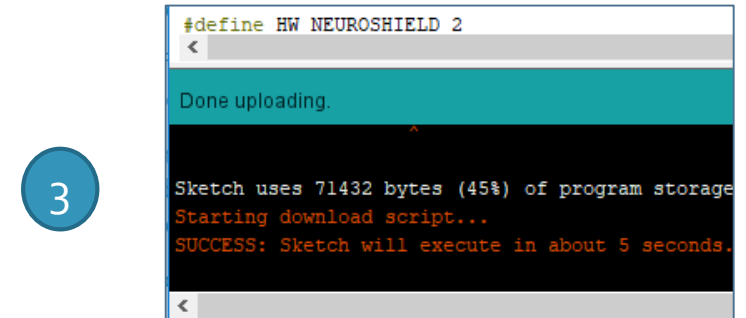 #define HW NEUROSHIELD 2
<
Done uploading.
^
3
Sketch uses 71432 bytes (45%) of program storage
Starting download script...
SUCCESS: Sketch will execute in about 5 seconds.
<